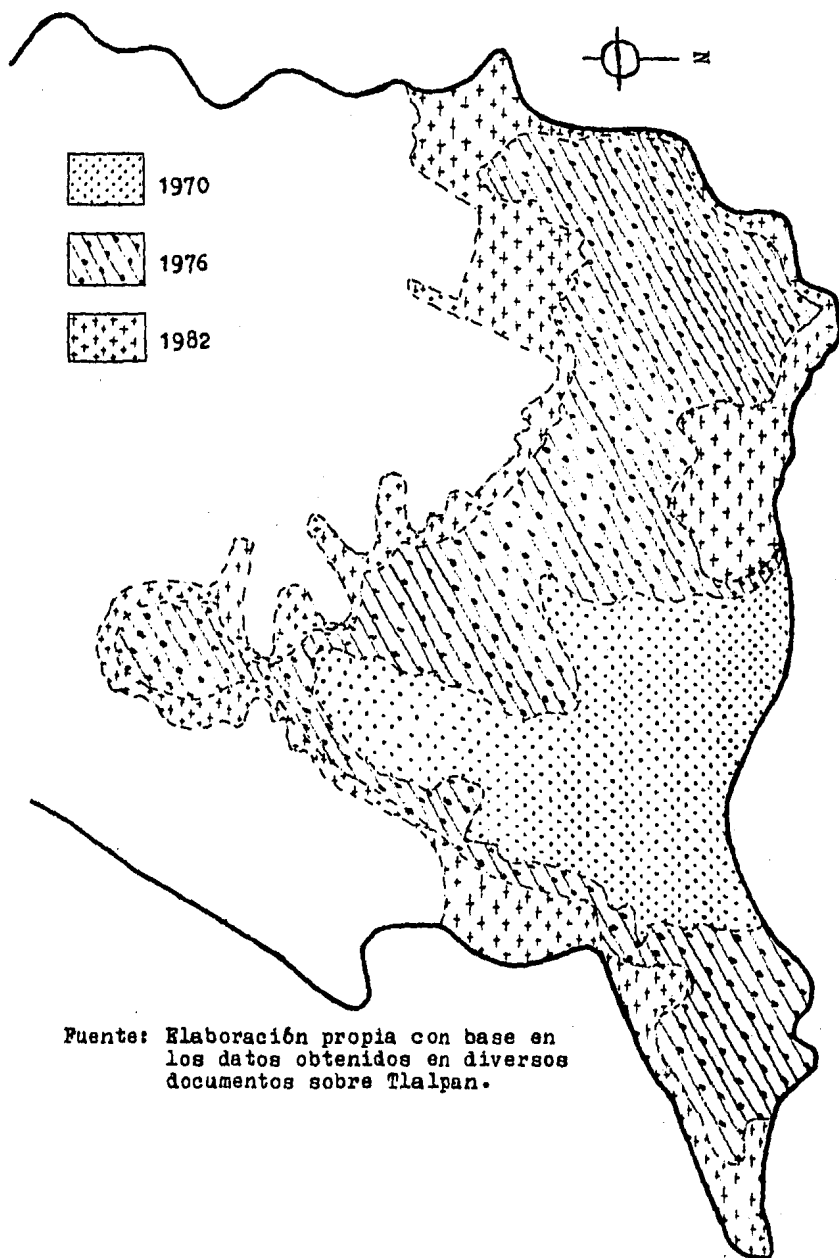 N
1970
1976
1982
Fuente: Elaboración propia con base en
los datos obtenidos en diversos
documentos sobre Tlalpan.